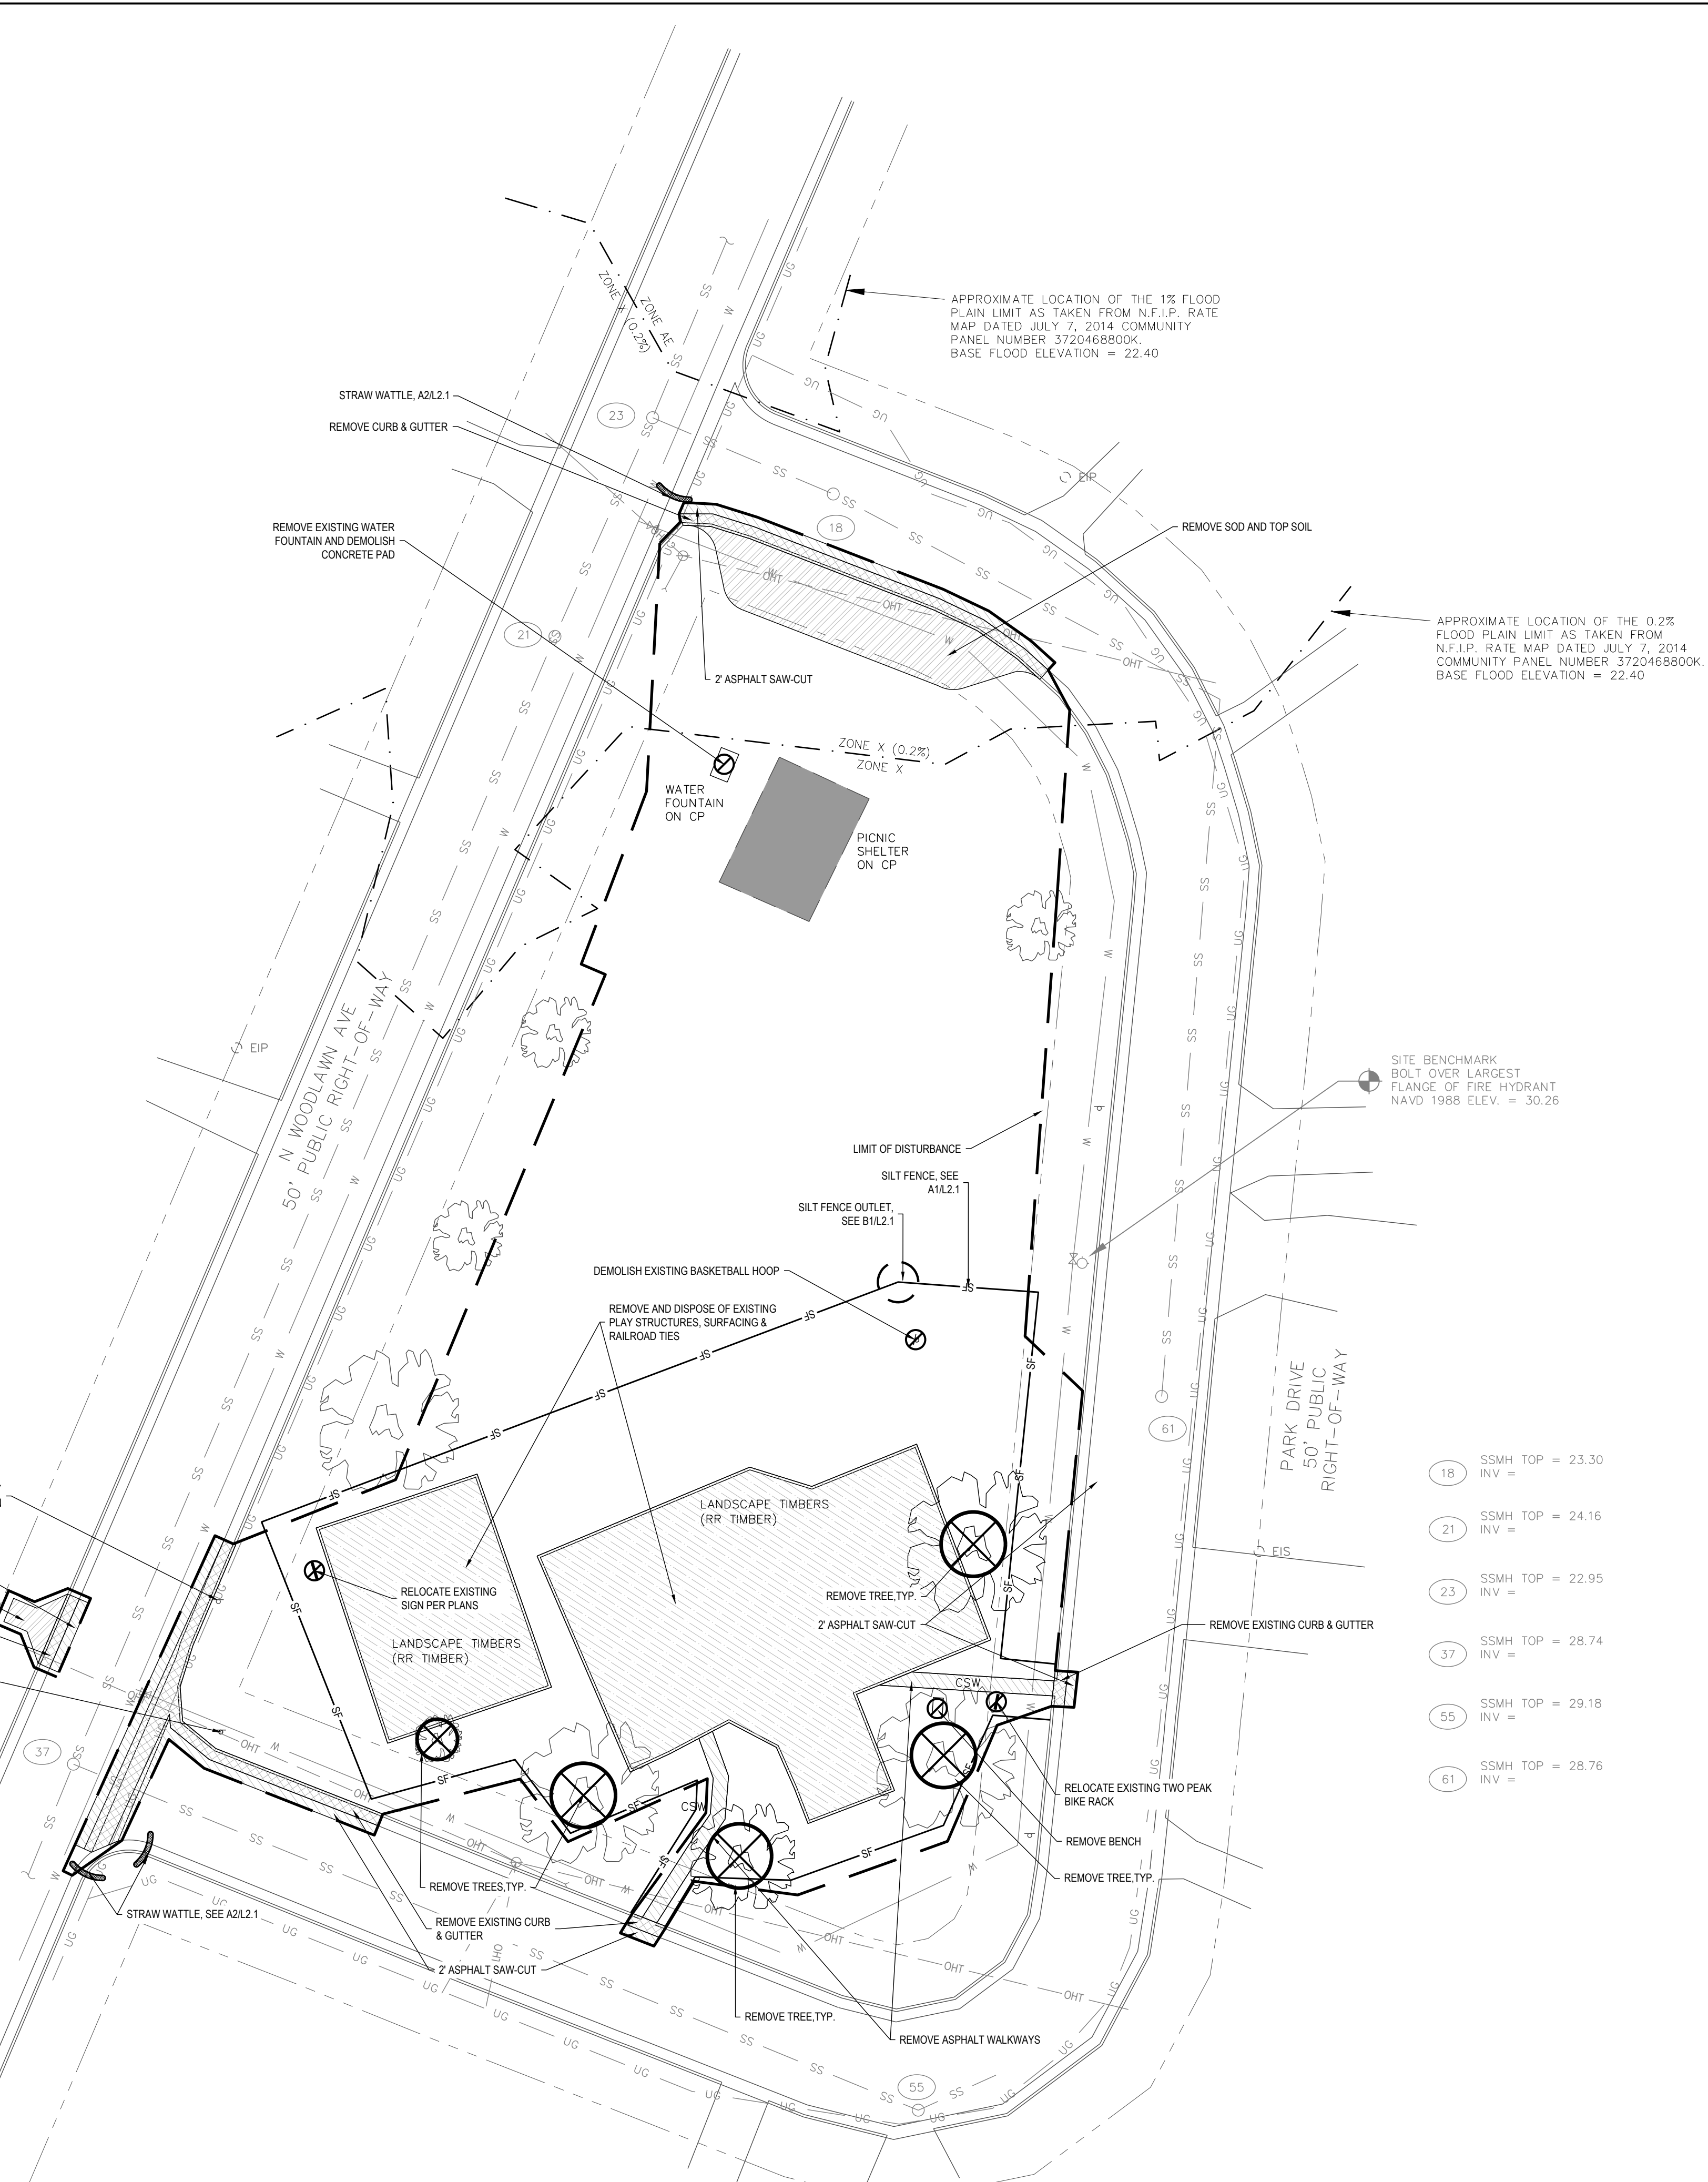 APPROXIMATE LOCATION OF THE 1% FLOOD
PLAIN LIMIT AS TAKEN FROM N.F.I.P. RATE
MAP DATED JULY 7, 2014 COMMUNITY
PANEL NUMBER 3720468800K.
BASE FLOOD ELEVATION = 22.40
ZONE AE
ZONE X (0.2%)
STRAW WATTLE, A2/L2.1
REMOVE CURB & GUTTER
23
EIP
18
REMOVE EXISTING WATER
FOUNTAIN AND DEMOLISH
CONCRETE PAD
REMOVE SOD AND TOP SOIL
21
2' ASPHALT SAW-CUT
APPROXIMATE LOCATION OF THE 0.2%
FLOOD PLAIN LIMIT AS TAKEN FROM
N.F.I.P. RATE MAP DATED JULY 7, 2014
COMMUNITY PANEL NUMBER 3720468800K.
BASE FLOOD ELEVATION = 22.40
ZONE X (0.2%)
ZONE X
WATER
FOUNTAIN
ON CP
PICNIC
SHELTER
ON CP
N WOODLAWN AVE
50' PUBLIC RIGHT-OF-WAY
EIP
SITE BENCHMARK
BOLT OVER LARGEST
FLANGE OF FIRE HYDRANT
NAVD 1988 ELEV. = 30.26
LIMIT OF DISTURBANCE
SILT FENCE, SEE
A1/L2.1
SILT FENCE OUTLET,
SEE B1/L2.1
DEMOLISH EXISTING BASKETBALL HOOP
REMOVE AND DISPOSE OF EXISTING
PLAY STRUCTURES, SURFACING &
RAILROAD TIES
PARK DRIVE
50' PUBLIC
RIGHT-OF-WAY
61
LANDSCAPE TIMBERS
(RR TIMBER)
EIS
RELOCATE EXISTING
SIGN PER PLANS
LANDSCAPE TIMBERS
(RR TIMBER)
REMOVE TREE,TYP.
2' ASPHALT SAW-CUT
REMOVE EXISTING CURB & GUTTER
CSW
CSW
37
RELOCATE EXISTING TWO PEAK
BIKE RACK
REMOVE BENCH
REMOVE TREE,TYP.
REMOVE TREES,TYP.
STRAW WATTLE, SEE A2/L2.1
REMOVE EXISTING CURB
& GUTTER
2' ASPHALT SAW-CUT
REMOVE TREE,TYP.
REMOVE ASPHALT WALKWAYS
55
18 SSMH TOP = 23.30
INV =
21 SSMH TOP = 24.16
INV =
23 SSMH TOP = 22.95
INV =
37 SSMH TOP = 28.74
INV =
55 SSMH TOP = 29.18
INV =
61 SSMH TOP = 28.76
INV =
SS
W
UG
OHT
SF